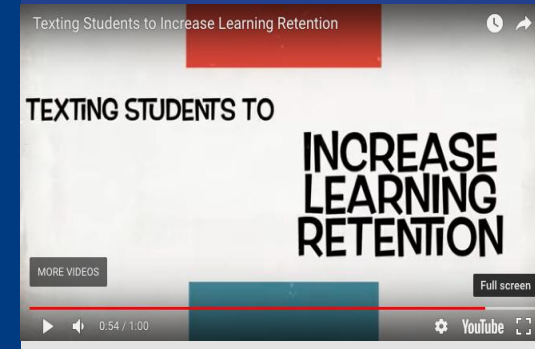 Texting Students to Increase Learning Retention
TEXTING STUDENTS TO
INCREASE
LEARNING
RETENTION
MORE VIDEOS
Full screen
0:54 / 1:00
YouTube